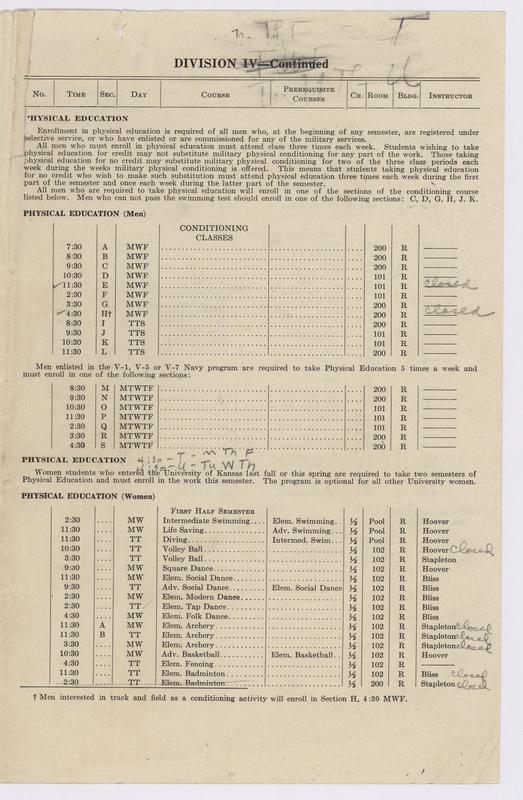 DIVISION IV—Continued
No. TIME SEC. DAY COURSE PREREQUISITE COURSES CR. ROOM BLDG. INSTRUCTOR
PHYSICAL EDUCATION
Enrollment in physical education is required of all men who, at the beginning of any semester, are registered under
selective service, or who have enlisted or are commissioned for any of the military services.
All men who must enroll in physical education must attend class three times each week. Students wishing to take
physical education for credit may not substitute military physical conditioning for any part of the work. Those taking
physical education for no credit may substitute military physical conditioning for two of the three class periods each
week during the weeks military physical conditioning is offered. This means that students taking physical education
for no credit who wish to make such substitution must attend physical education three times each week during the first
part of the semester and once each week during the latter part of the semester.
All men who are required to take physical education will enroll in one of the sections of the conditioning course
listed below. Men who can not pass the swimming test should enroll in one of the following sections: C, D, G, H, J. K.
PHYSICAL EDUCATION (Men)
CONDITIONING
CLASSES
7:30 A MWF 200 R
8:30 B MWF 200 R
9:30 C MWF 200 R
10:30 D MWF 101 R
11:30 E MWF 101 R closed
2:30 F MWF 101 R
3:30 G MWF 200 R
4:30 H† MWF 200 R closed
8:30 I TTS 200 R
9:30 J TTS 101 R
10:30 K TTS 101 R
11:30 L TTS 200 R
Men enlisted in the V-1, V-5 or V-7 Navy program are required to take Physical Education 5 times a week and
must enroll in one of the following sections:
8:30 M MTWTF 200 R
9:30 N MTWTF 200 R
10:30 O MTWTF 101 R
11:30 P MTWTF 101 R
2:30 Q MTWTF 101 R
3:30 R MTWTF 200 R
4:30 S MTWTF 200 R
PHYSICAL EDUCATION 4:30 - T - M Th F
4:30 - U - Tu W Th
Women students who entered the University of Kansas last fall or this spring are required to take two semesters of
Physical Education and must enroll in the work this semester. The program is optional for all other University women.
PHYSICAL EDUCATION (Women)
FIRST HALF SEMESTER
2:30 .... MW Intermediate Swimming.... Elem. Swimming.. ½ Pool R Hoover
11:30 .... MW Life Saving Adv. Swimming... ½ Pool R Hoover
11:30 .... TT Diving Intermed. Swim... ½ Pool R Hoover
10:30 .... TT Volley Ball ½ 102 R Hoover Closed
3:30 .... TT Volley Ball ½ 102 R Stapleton
9:30 .... MW Square Dance ½ 102 R Hoover
11:30 .... MW Elem. Social Dance ½ 102 R Bliss
9:30 .... TT Adv. Social Dance Elem. Social Dance ½ 102 R Bliss
2:30 .... MW Elem. Modern Dance ½ 102 R Bliss
2:30 .... TT Elem. Tap Dance ½ 102 R Bliss
4:30 .... MW Elem. Folk Dance ½ 102 R Bliss
11:30 A MW Elem. Archery ½ 102 R Stapleton closed
11:30 B TT Elem. Archery ½ 102 R Stapleton closed
3:30 .... MW Elem. Archery ½ 102 R Stapleton closed
10:30 .... MW Adv. Basketball Elem. Basketball... ½ 102 R Hoover
4:30 .... TT Elem. Fencing ½ 102 R
11:30 .... TT Elem. Badminton ½ 102 R Bliss closed
2:30 .... TT Elem. Badminton ½ 200 R Stapleton closed
† Men interested in track and field as a conditioning activity will enroll in Section H, 4:30 MWF.